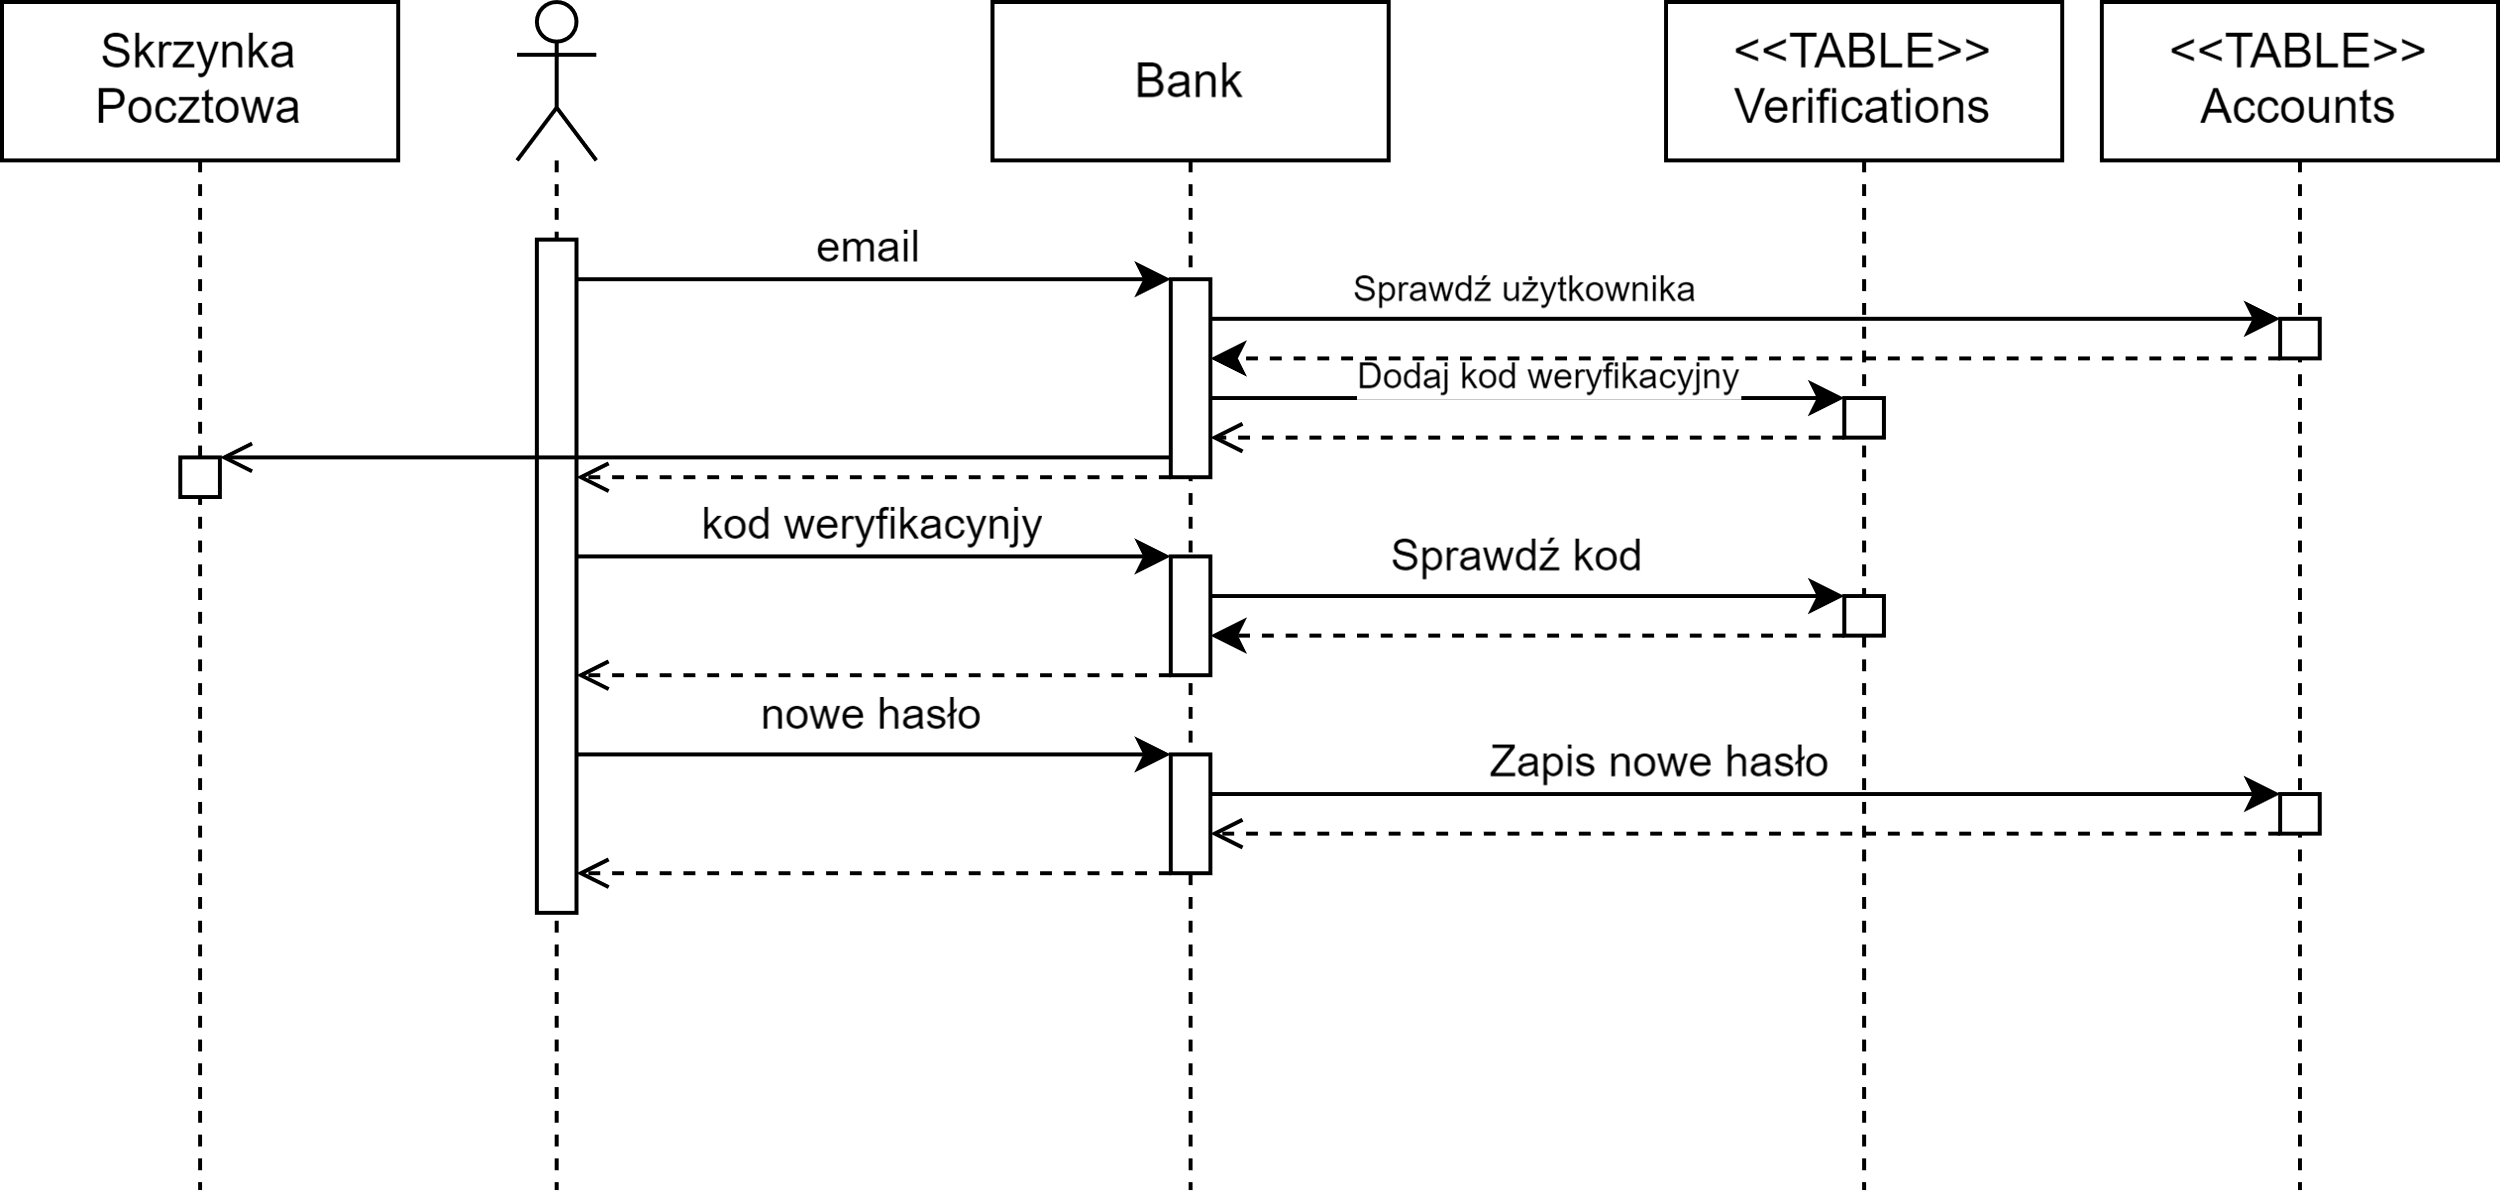 Skrzynka
Pocztowa
Bank
<<TABLE>>
Verifications
<<TABLE>>
Accounts
email
Sprawdź użytkownika
Dodaj kod weryfikacyjny
kod weryfikacynjy
Sprawdź kod
nowe hasło
Zapis nowe hasło